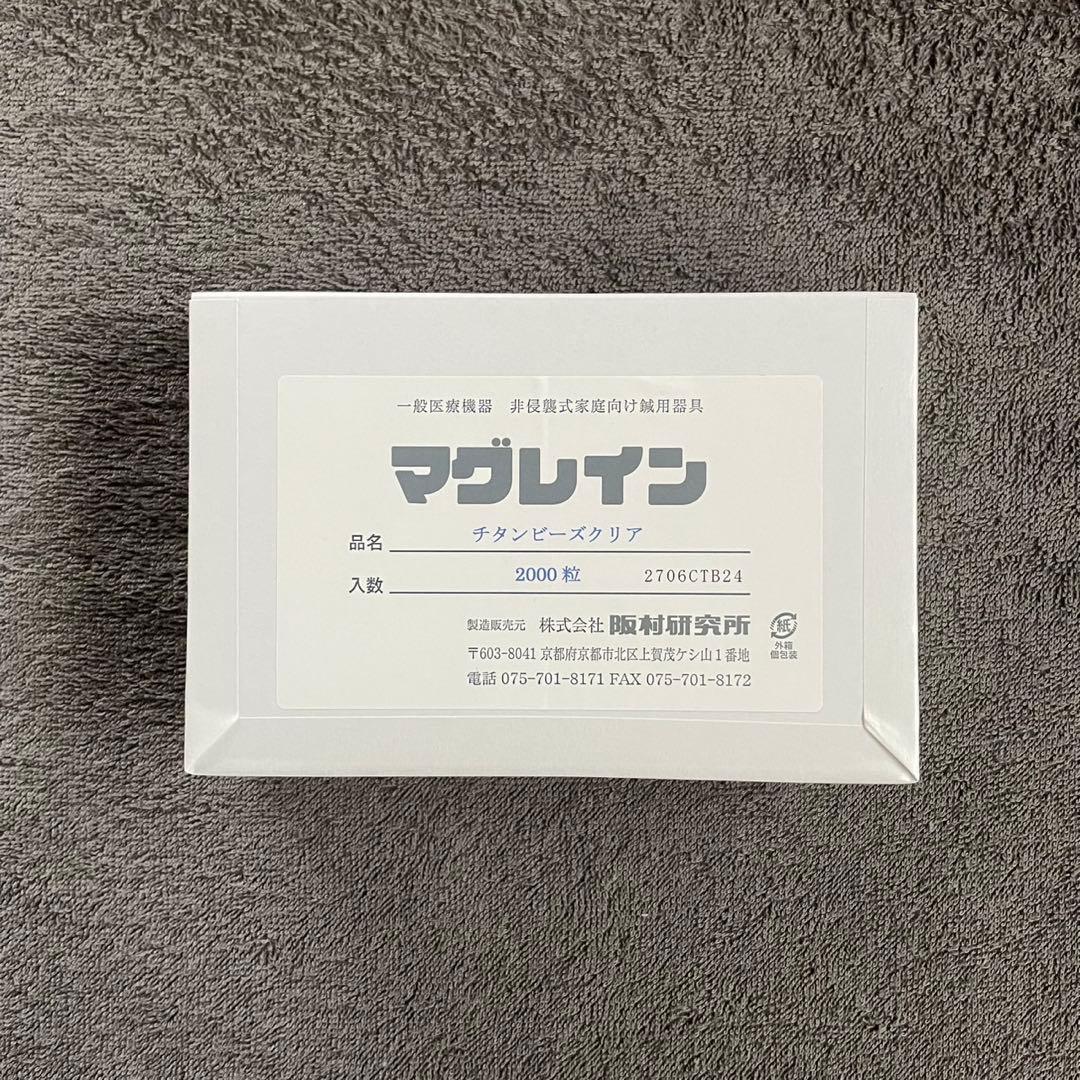 一般医療機器　非侵襲式家庭向け鍼用器具
マグレイン
品名 チタンビーズクリア
入数 2000 粒 2706CTB24
製造販売元 株式会社 阪村研究所
〒603-8041 京都府京都市北区上賀茂ケシ山1番地
電話 075-701-8171 FAX 075-701-8172
紙
外箱
個包装